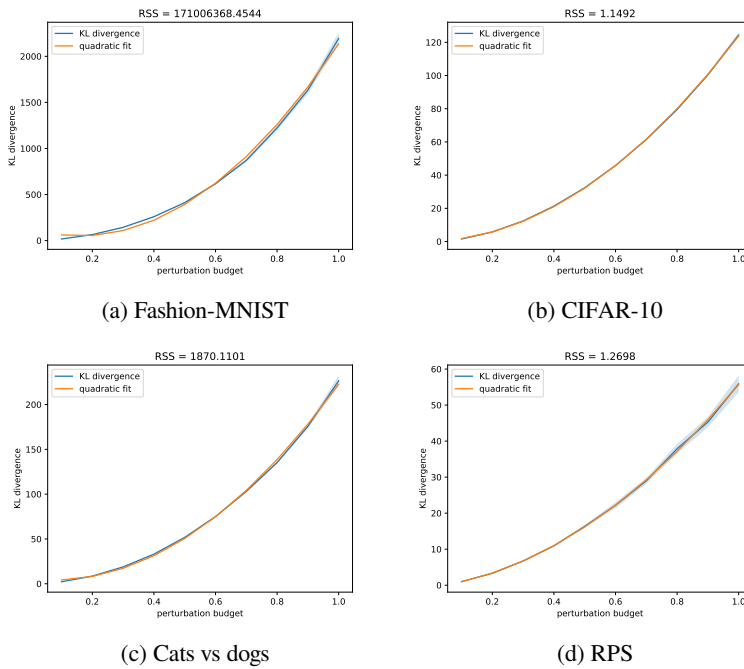 RSS = 171006368.4544
KL divergence
quadratic fit
2000
1500
1000
500
0
KL divergence
0.2 0.4 0.6 0.8 1.0
perturbation budget
(a) Fashion-MNIST
RSS = 1.1492
KL divergence
quadratic fit
120
100
80
60
40
20
0
KL divergence
0.2 0.4 0.6 0.8 1.0
perturbation budget
(b) CIFAR-10
RSS = 1870.1101
KL divergence
quadratic fit
200
150
100
50
0
KL divergence
0.2 0.4 0.6 0.8 1.0
perturbation budget
(c) Cats vs dogs
RSS = 1.2698
KL divergence
quadratic fit
60
50
40
30
20
10
0
KL divergence
0.2 0.4 0.6 0.8 1.0
perturbation budget
(d) RPS